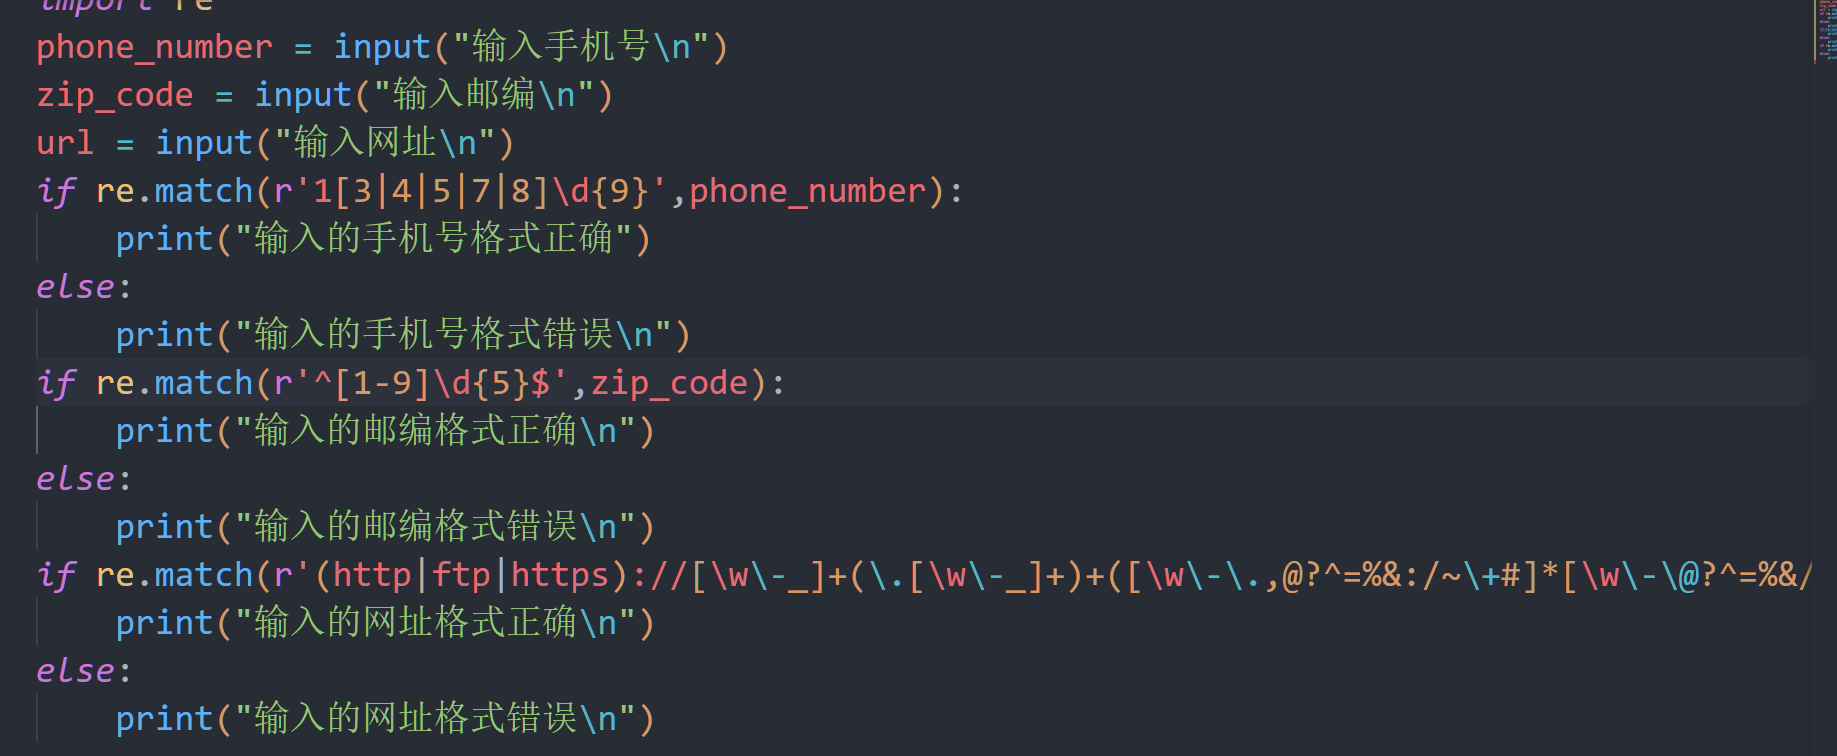 import re
phone_number = input("输入手机号\n")
zip_code = input("输入邮编\n")
url = input("输入网址\n")
if re.match(r'1[3|4|5|7|8]\d{9}',phone_number):
    print("输入的手机号格式正确")
else:
    print("输入的手机号格式错误\n")
if re.match(r'^[1-9]\d{5}$',zip_code):
    print("输入的邮编格式正确\n")
else:
    print("输入的邮编格式错误\n")
if re.match(r'(http|ftp|https)://[\w\-_]+(\.[\w\-_]+)+([\w\-\.,@?^=%&:/~\+#]*[\w\-\@?^=%&/
    print("输入的网址格式正确\n")
else:
    print("输入的网址格式错误\n")